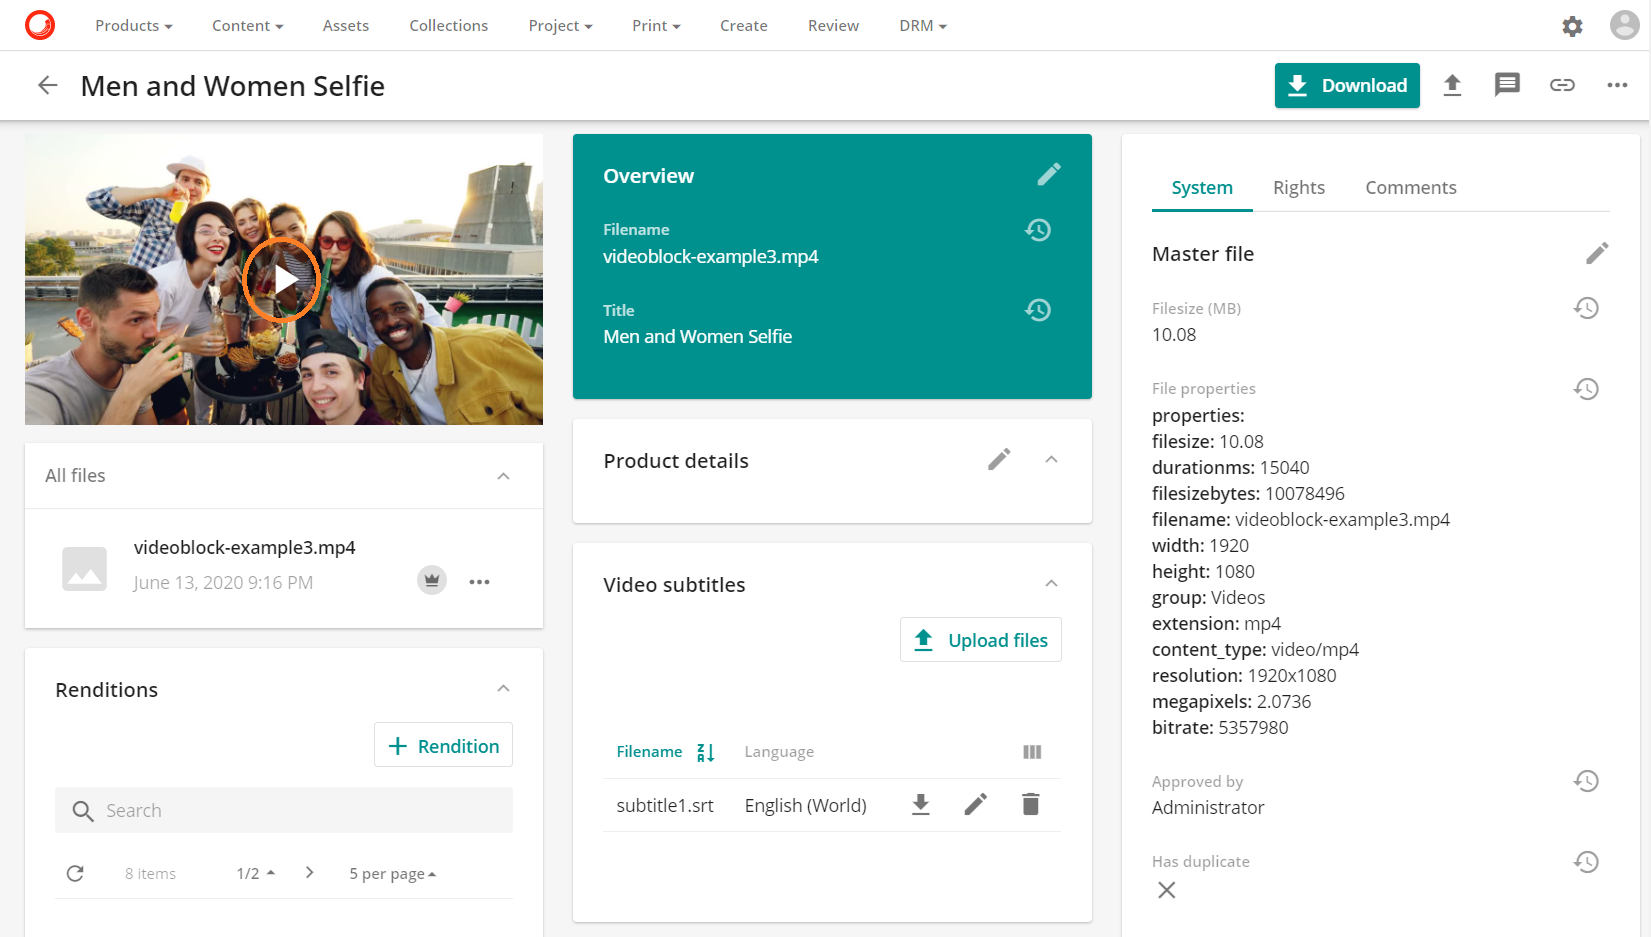 Products Content Assets Collections Project Print Create Review DRM
Men and Women Selfie
Download
All files
videoblock-example3.mp4
June 13, 2020 9:16 PM
Renditions
Rendition
Search
8 items 1/2 5 per page
Overview
Filename
videoblock-example3.mp4
Title
Men and Women Selfie
Product details
Video subtitles
Upload files
Filename Language
subtitle1.srt English (World)
System Rights Comments
Master file
Filesize (MB)
10.08
File properties
properties:
filesize: 10.08
durationms: 15040
filesizebytes: 10078496
filename: videoblock-example3.mp4
width: 1920
height: 1080
group: Videos
extension: mp4
content_type: video/mp4
resolution: 1920x1080
megapixels: 2.0736
bitrate: 5357980
Approved by
Administrator
Has duplicate